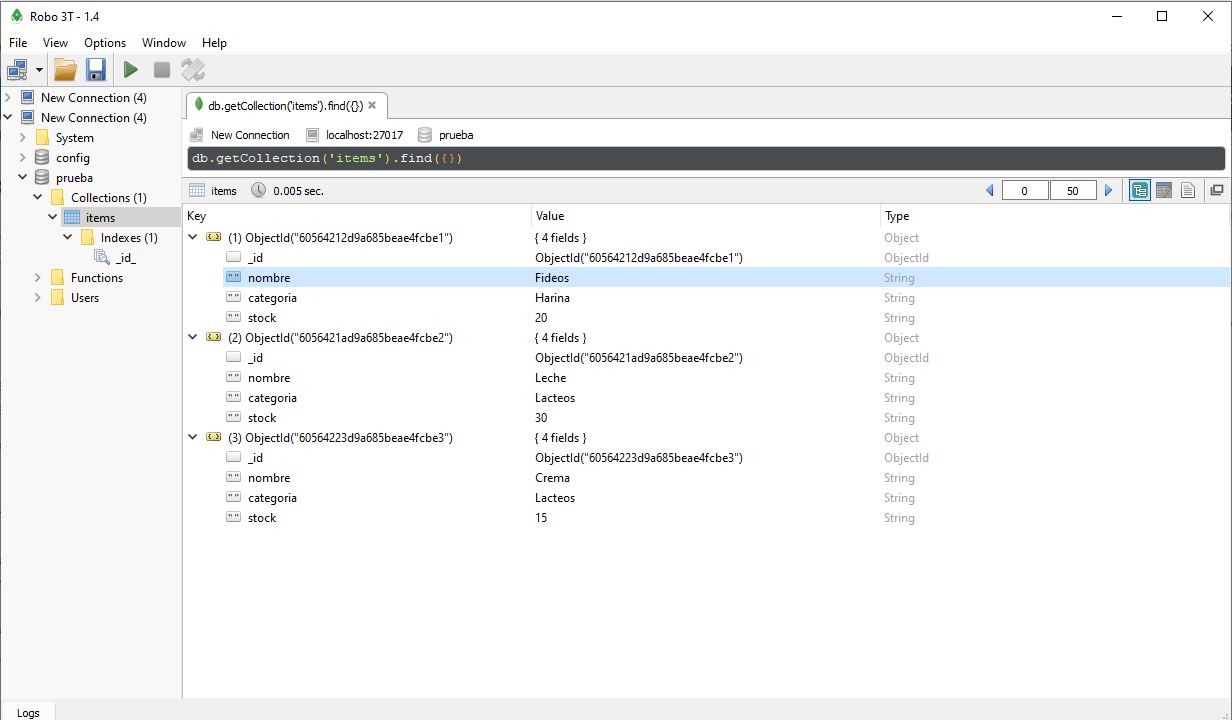 Robo 3T - 1.4
File View Options Window Help
New Connection (4)
New Connection (4)
System
config
prueba
Collections (1)
items
Indexes (1)
_id_
Functions
Users
db.getCollection('items').find({})
New Connection localhost:27017 prueba
db.getCollection('items').find({})
items 0.005 sec. 0 50
Key Value Type
(1) ObjectId("60564212d9a685beae4fcbe1") { 4 fields } Object
_id ObjectId("60564212d9a685beae4fcbe1") ObjectId
nombre Fideos String
categoria Harina String
stock 20 String
(2) ObjectId("6056421ad9a685beae4fcbe2") { 4 fields } Object
_id ObjectId("6056421ad9a685beae4fcbe2") ObjectId
nombre Leche String
categoria Lacteos String
stock 30 String
(3) ObjectId("60564223d9a685beae4fcbe3") { 4 fields } Object
_id ObjectId("60564223d9a685beae4fcbe3") ObjectId
nombre Crema String
categoria Lacteos String
stock 15 String
Logs